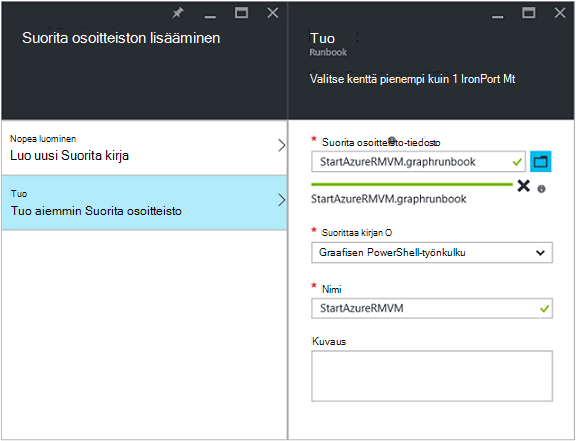 Suorita osoitteiston lisääminen
Nopea luominen
Luo uusi Suorita kirja
Tuo
Tuo aiemmin Suorita osoitteisto
Tuo
Runbook
Valitse kenttä pienempi kuin 1 IronPort Mt
* Suorita osoitteisto-tiedosto
StartAzureRMVM.graphrunbook
StartAzureRMVM.graphrunbook
* Suorittaa kirjan O
Graafisen PowerShell-työnkulku
* Nimi
StartAzureRMVM
Kuvaus